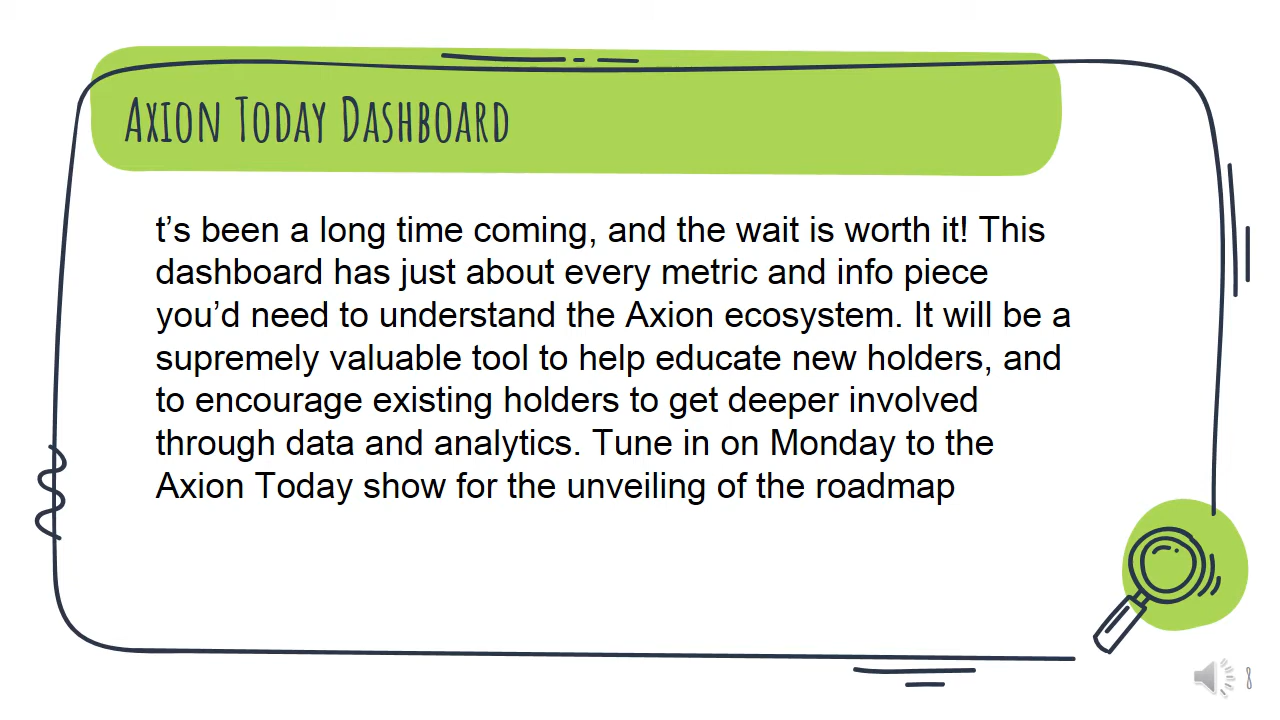 Axion Today Dashboard
t’s been a long time coming, and the wait is worth it! This
dashboard has just about every metric and info piece
you’d need to understand the Axion ecosystem. It will be a
supremely valuable tool to help educate new holders, and
to encourage existing holders to get deeper involved
through data and analytics. Tune in on Monday to the
Axion Today show for the unveiling of the roadmap
8